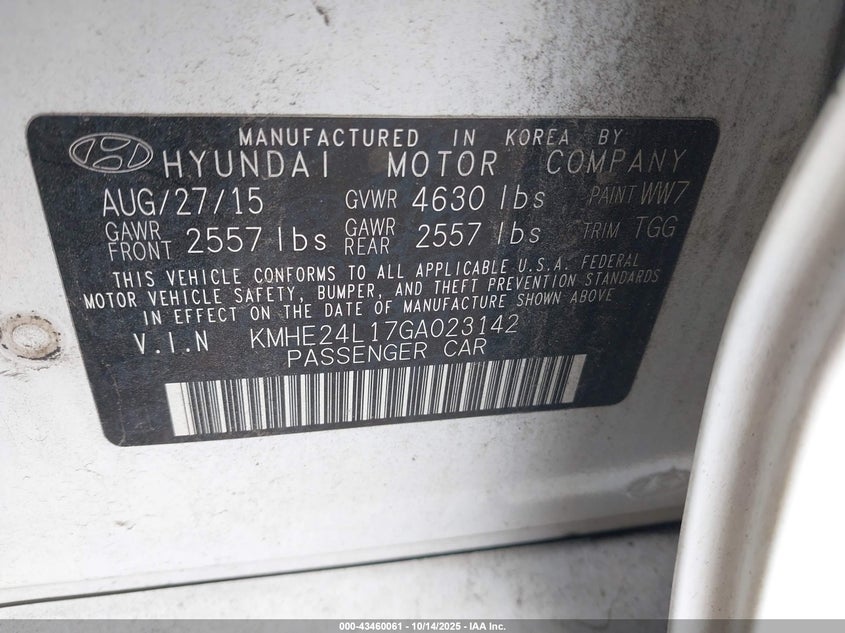 MANUFACTURED IN KOREA BY
HYUNDAI MOTOR COMPANY
AUG/27/15 GVWR 4630 lbs PAINT WW7
GAWR FRONT 2557 lbs GAWR REAR 2557 lbs TRIM TGG
THIS VEHICLE CONFORMS TO ALL APPLICABLE U.S.A. FEDERAL
MOTOR VEHICLE SAFETY, BUMPER, AND THEFT PREVENTION STANDARDS
IN EFFECT ON THE DATE OF MANUFACTURE SHOWN ABOVE
V.I.N KMHE24L17GA023142
PASSENGER CAR
000-43460061 | 10/14/2025 | IAA Inc.